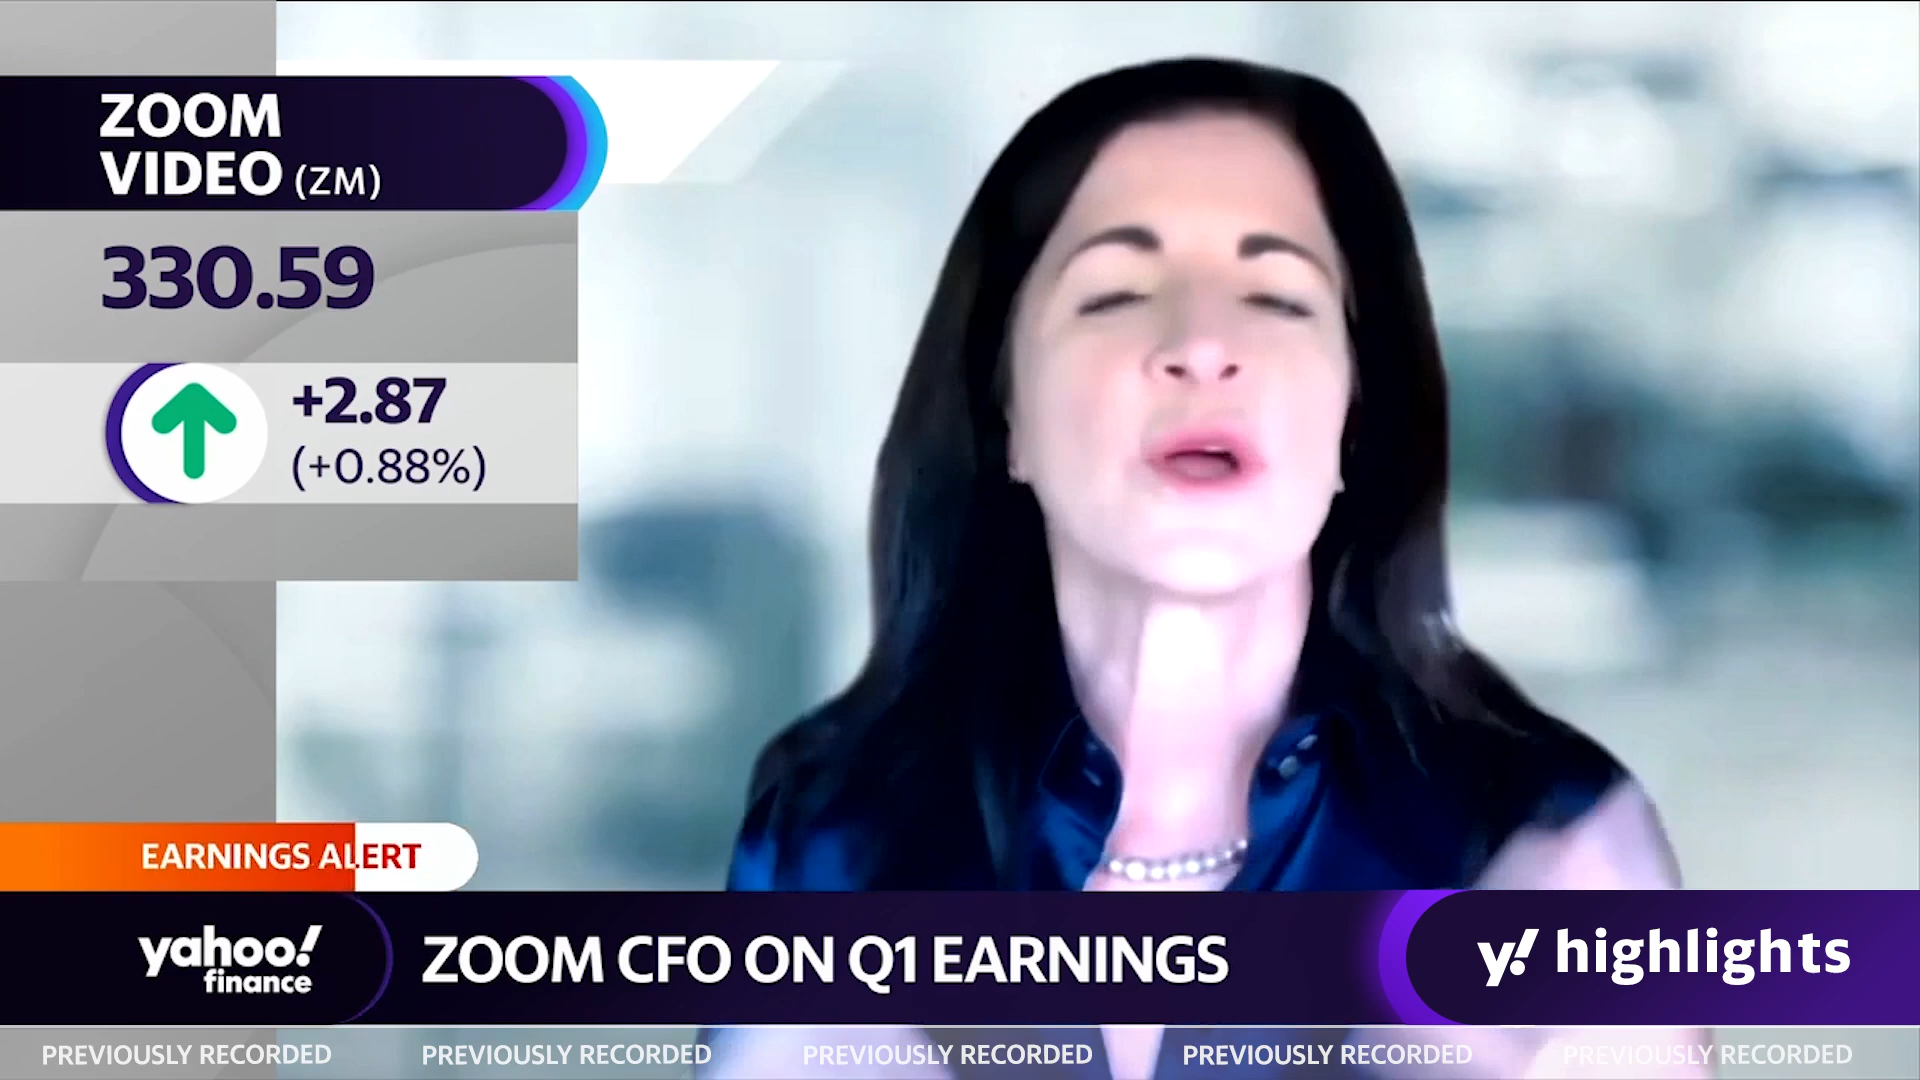 ZOOM
VIDEO (ZM)
330.59
+2.87
(+0.88%)
EARNINGS ALERT
yahoo!
finance
ZOOM CFO ON Q1 EARNINGS
y! highlights
PREVIOUSLY RECORDED PREVIOUSLY RECORDED PREVIOUSLY RECORDED PREVIOUSLY RECORDED PREVIOUSLY RECORDED